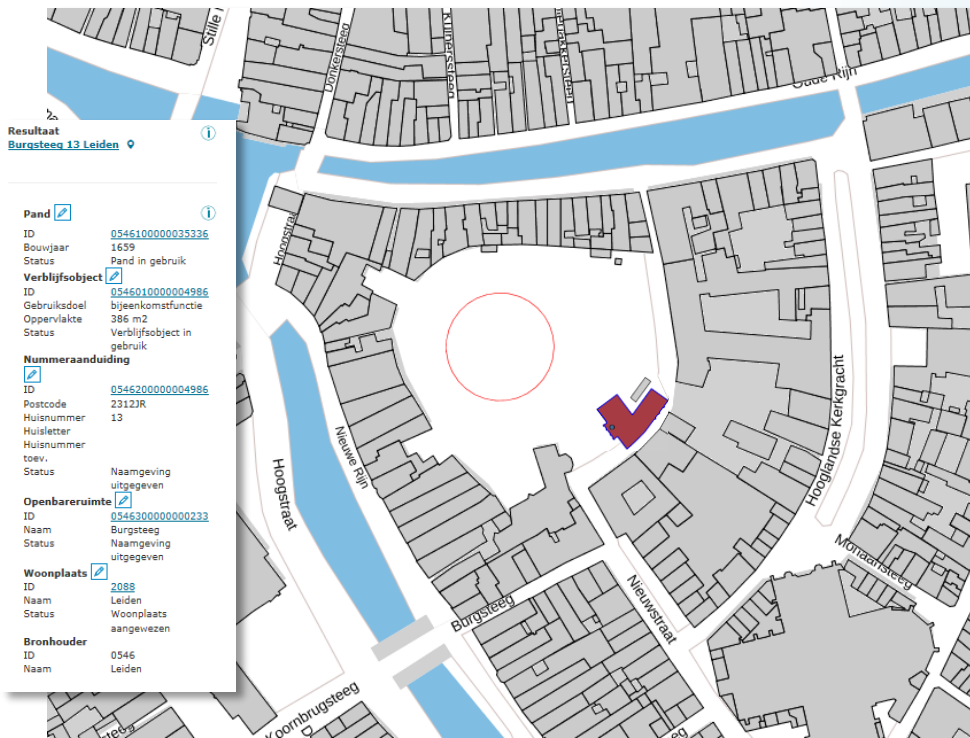 Resultaat
Burgsteeg 13 Leiden
Pand
ID 0546100000035336
Bouwjaar 1659
Status Pand in gebruik
Verblijfsobject
ID 0546010000004986
Gebruiksdoel bijeenkomstfunctie
Oppervlakte 386 m2
Status Verblijfsobject in
gebruik
Nummeraanduiding
ID 0546200000004986
Postcode 2312JR
Huisnummer 13
Huisletter
Huisnummer
toev.
Status Naamgeving
uitgegeven
Openbareruimte
ID 0546300000000233
Naam Burgsteeg
Status Naamgeving
uitgegeven
Woonplaats
ID 2088
Naam Leiden
Status Woonplaats
aangewezen
Bronhouder
ID 0546
Naam Leiden
Stille
Donkersteeg
Oude Rijn
Hoogstraat
Nieuwe Rijn
Hooglandse Kerkgracht
Moriaansteeg
Nieuwstraat
Burgsteeg
Koornbrugsteeg